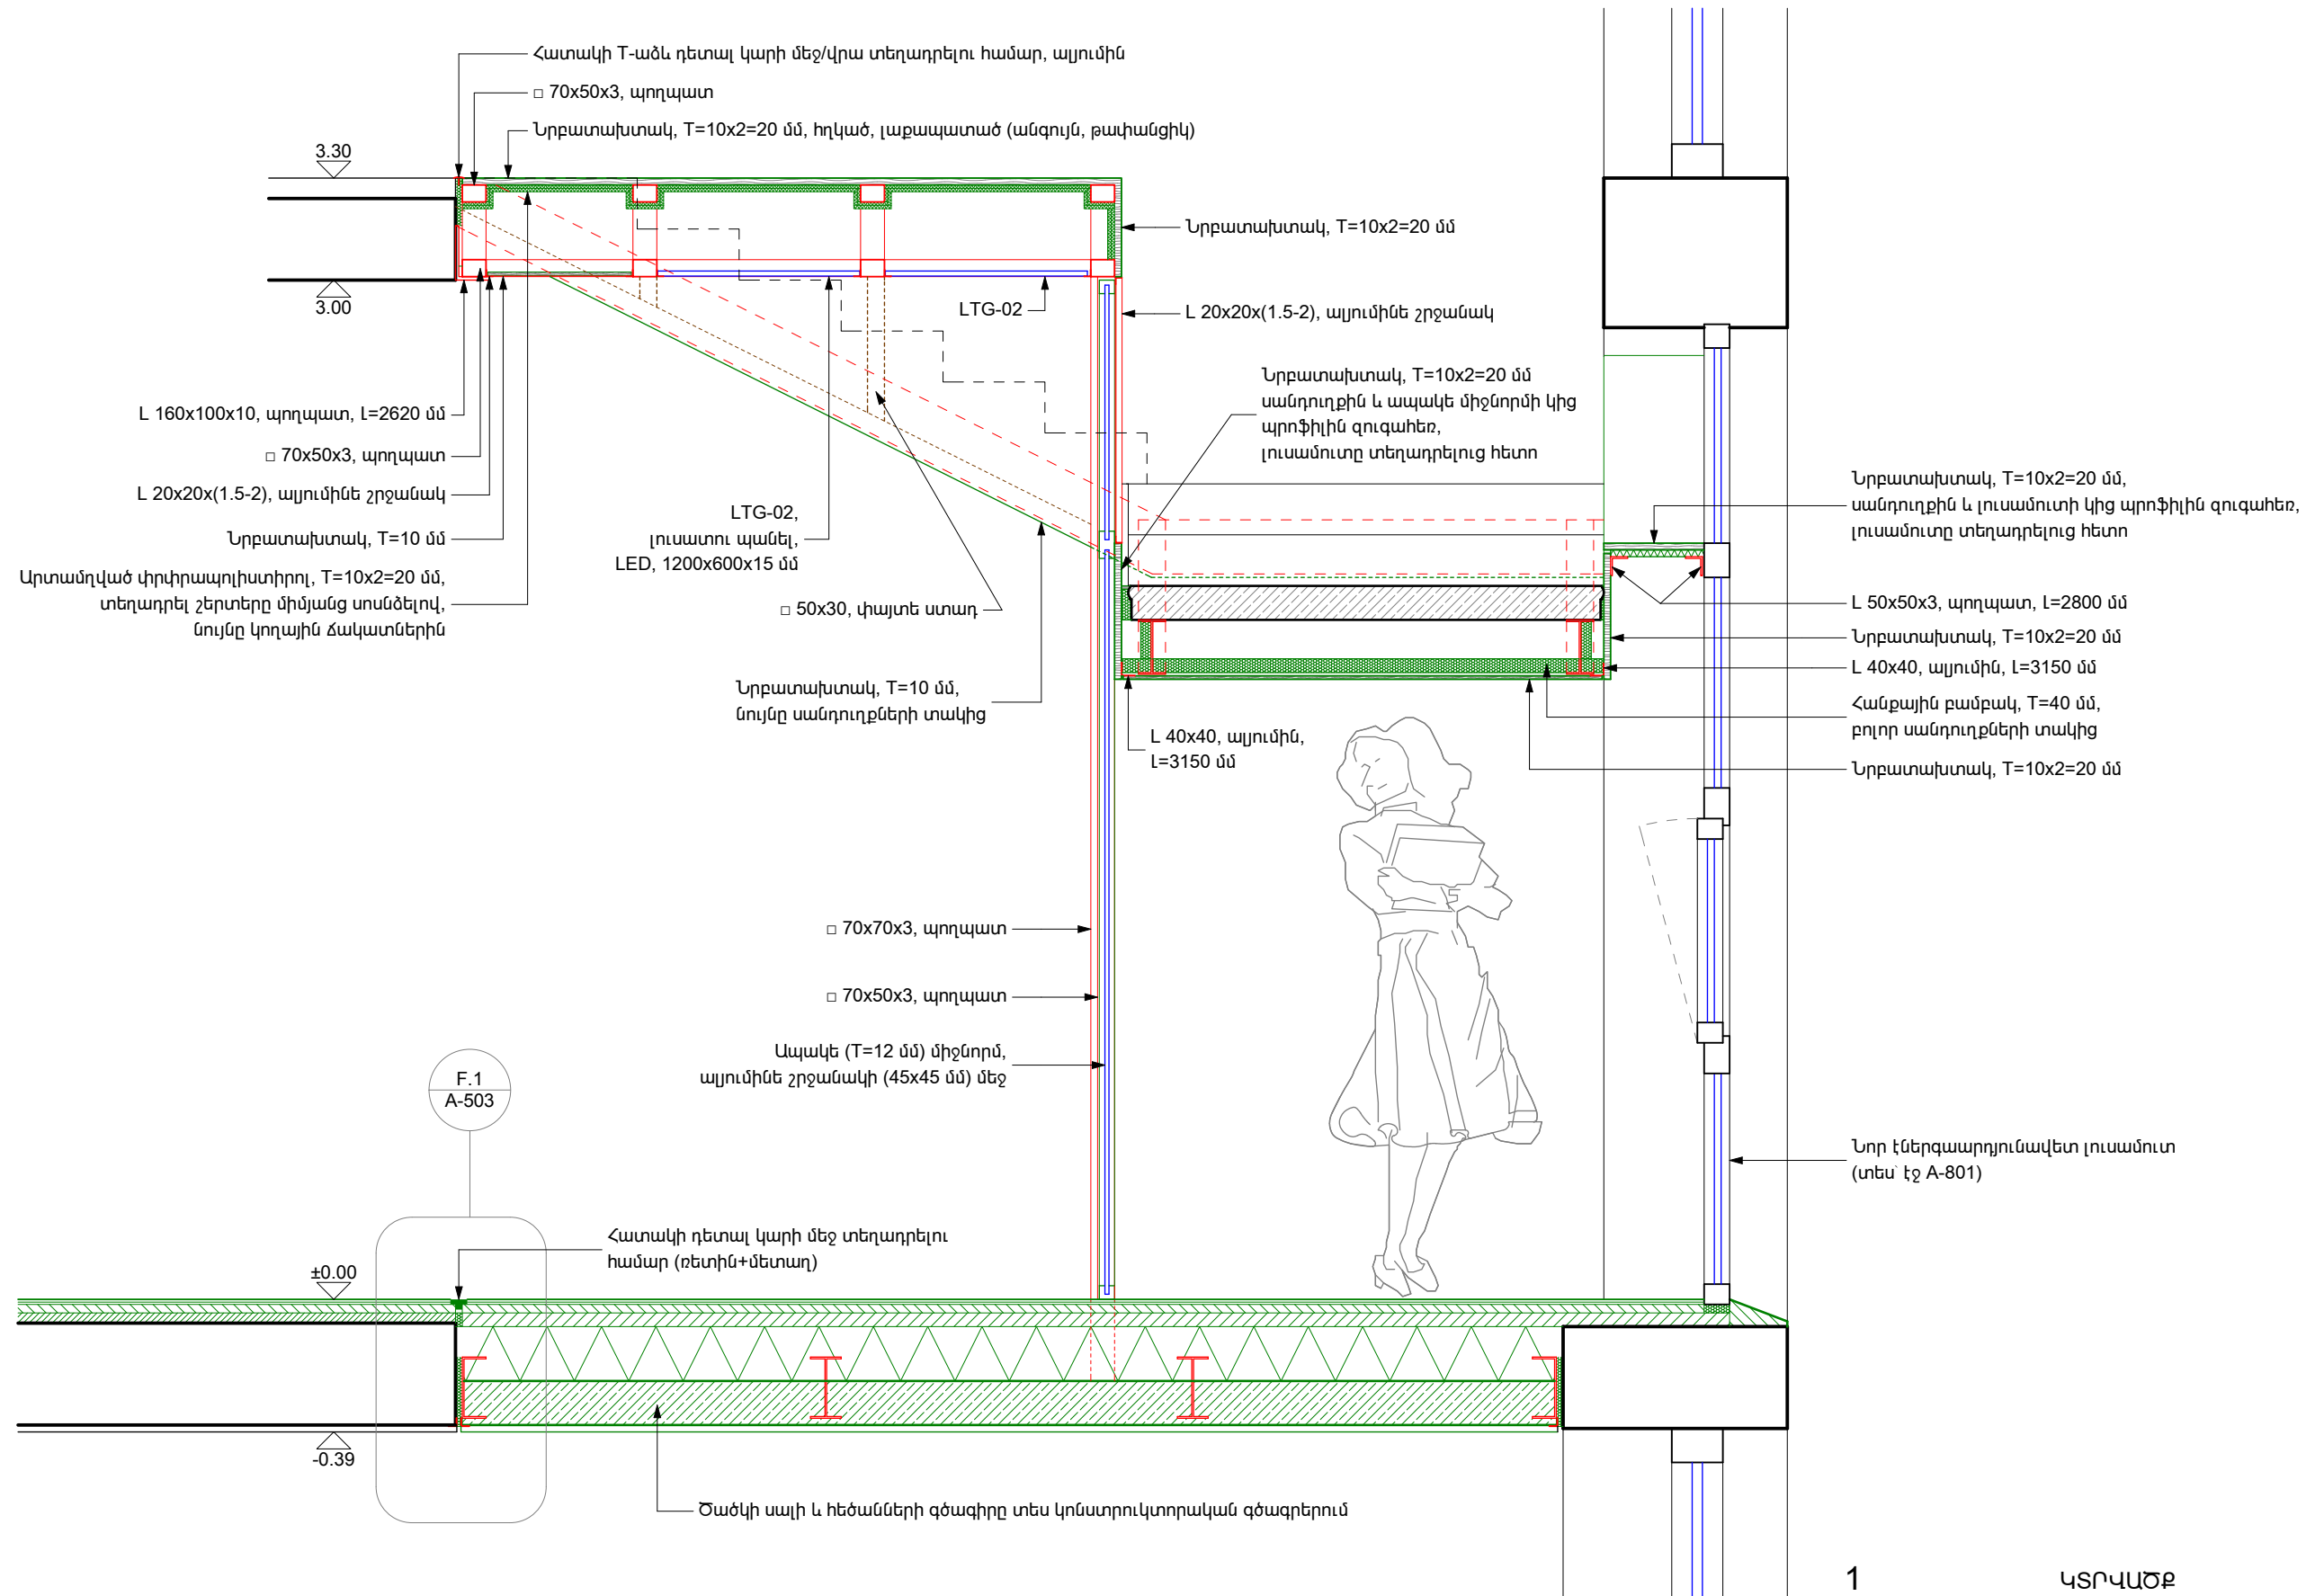 Հատակի T-աձև դետալ կարի մեջ/վրա տեղադրելու համար, ալյումին
□ 70x50x3, պողպատ
Նրբատախտակ, T=10x2=20 մմ, հղկած, լաքապատած (անգույն, թափանցիկ)
3.30
3.00
Նրբատախտակ, T=10x2=20 մմ
LTG-02
L 20x20x(1.5-2), ալյումինե շրջանակ
Նրբատախտակ, T=10x2=20 մմ
սանդուղքին և ապակե միջնորմի կից
պրոֆիլին զուգահեռ,
լուսամուտը տեղադրելուց հետո
L 160x100x10, պողպատ, L=2620 մմ
□ 70x50x3, պողպատ
L 20x20x(1.5-2), ալյումինե շրջանակ
Նրբատախտակ, T=10 մմ
Արտամղված փրփրապոլիստիրոլ, T=10x2=20 մմ,
տեղադրել շերտերը միմյանց սոսնձելով,
նույնը կողային ճակատներին
LTG-02,
լուսատու պանել,
LED, 1200x600x15 մմ
□ 50x30, փայտե ստադ
Նրբատախտակ, T=10 մմ,
նույնը սանդուղքների տակից
Նրբատախտակ, T=10x2=20 մմ,
սանդուղքին և լուսամուտի կից պրոֆիլին զուգահեռ,
լուսամուտը տեղադրելուց հետո
L 50x50x3, պողպատ, L=2800 մմ
Նրբատախտակ, T=10x2=20 մմ
L 40x40, ալյումին, L=3150 մմ
Հանքային բամբակ, T=40 մմ,
բոլոր սանդուղքների տակից
Նրբատախտակ, T=10x2=20 մմ
L 40x40, ալյումին,
L=3150 մմ
□ 70x70x3, պողպատ
□ 70x50x3, պողպատ
Ապակե (T=12 մմ) միջնորմ,
ալյումինե շրջանակի (45x45 մմ) մեջ
F.1
A-503
Նոր էներգաարդյունավետ լուսամուտ
(տես՝ էջ A-801)
Հատակի դետալ կարի մեջ տեղադրելու
համար (ռետին+մետաղ)
±0.00
-0.39
Ծածկի սալի և հեծանների գծագիրը տես կոնստրուկտորական գծագրերում
1 ԿՏՐՎԱԾՔ